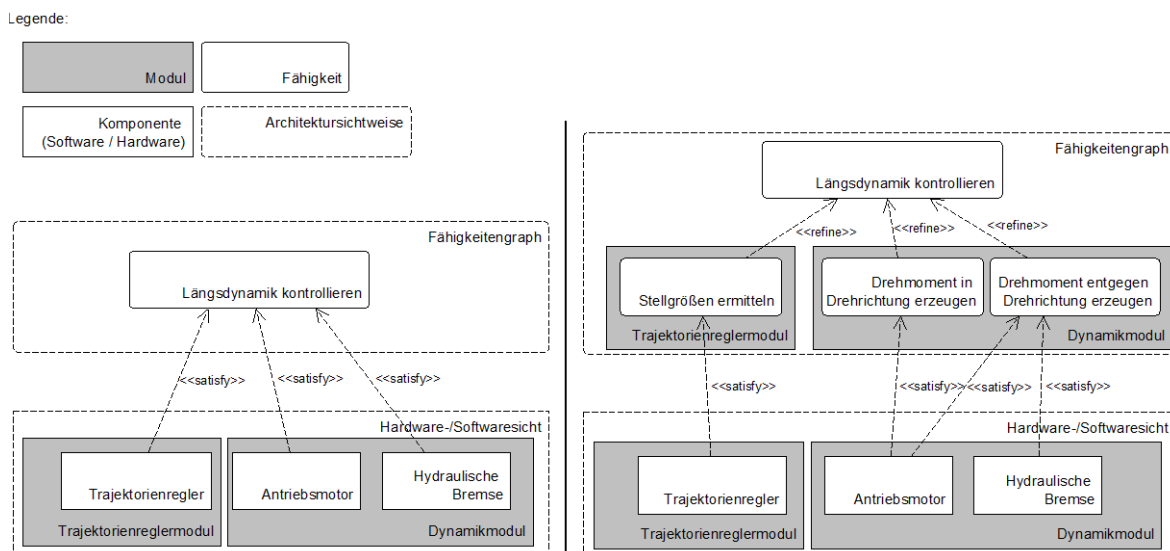 Legende:
Modul
Fähigkeit
Komponente
(Software / Hardware)
Architektursichtweise
Fähigkeitengraph
Längsdynamik kontrollieren
<<satisfy>>
<<satisfy>>
<<satisfy>>
Hardware-/Softwaresicht
Trajektorienregler
Antriebsmotor
Hydraulische
Bremse
Trajektorienreglermodul
Dynamikmodul
Fähigkeitengraph
Längsdynamik kontrollieren
<<refine>>
<<refine>>
<<refine>>
Stellgrößen ermitteln
Drehmoment in
Drehrichtung erzeugen
Drehmoment entgegen
Drehrichtung erzeugen
Trajektorienreglermodul
Dynamikmodul
<<satisfy>>
<<satisfy>>
<<satisfy>>
<<satisfy>>
Hardware-/Softwaresicht
Trajektorienregler
Antriebsmotor
Hydraulische
Bremse
Trajektorienreglermodul
Dynamikmodul